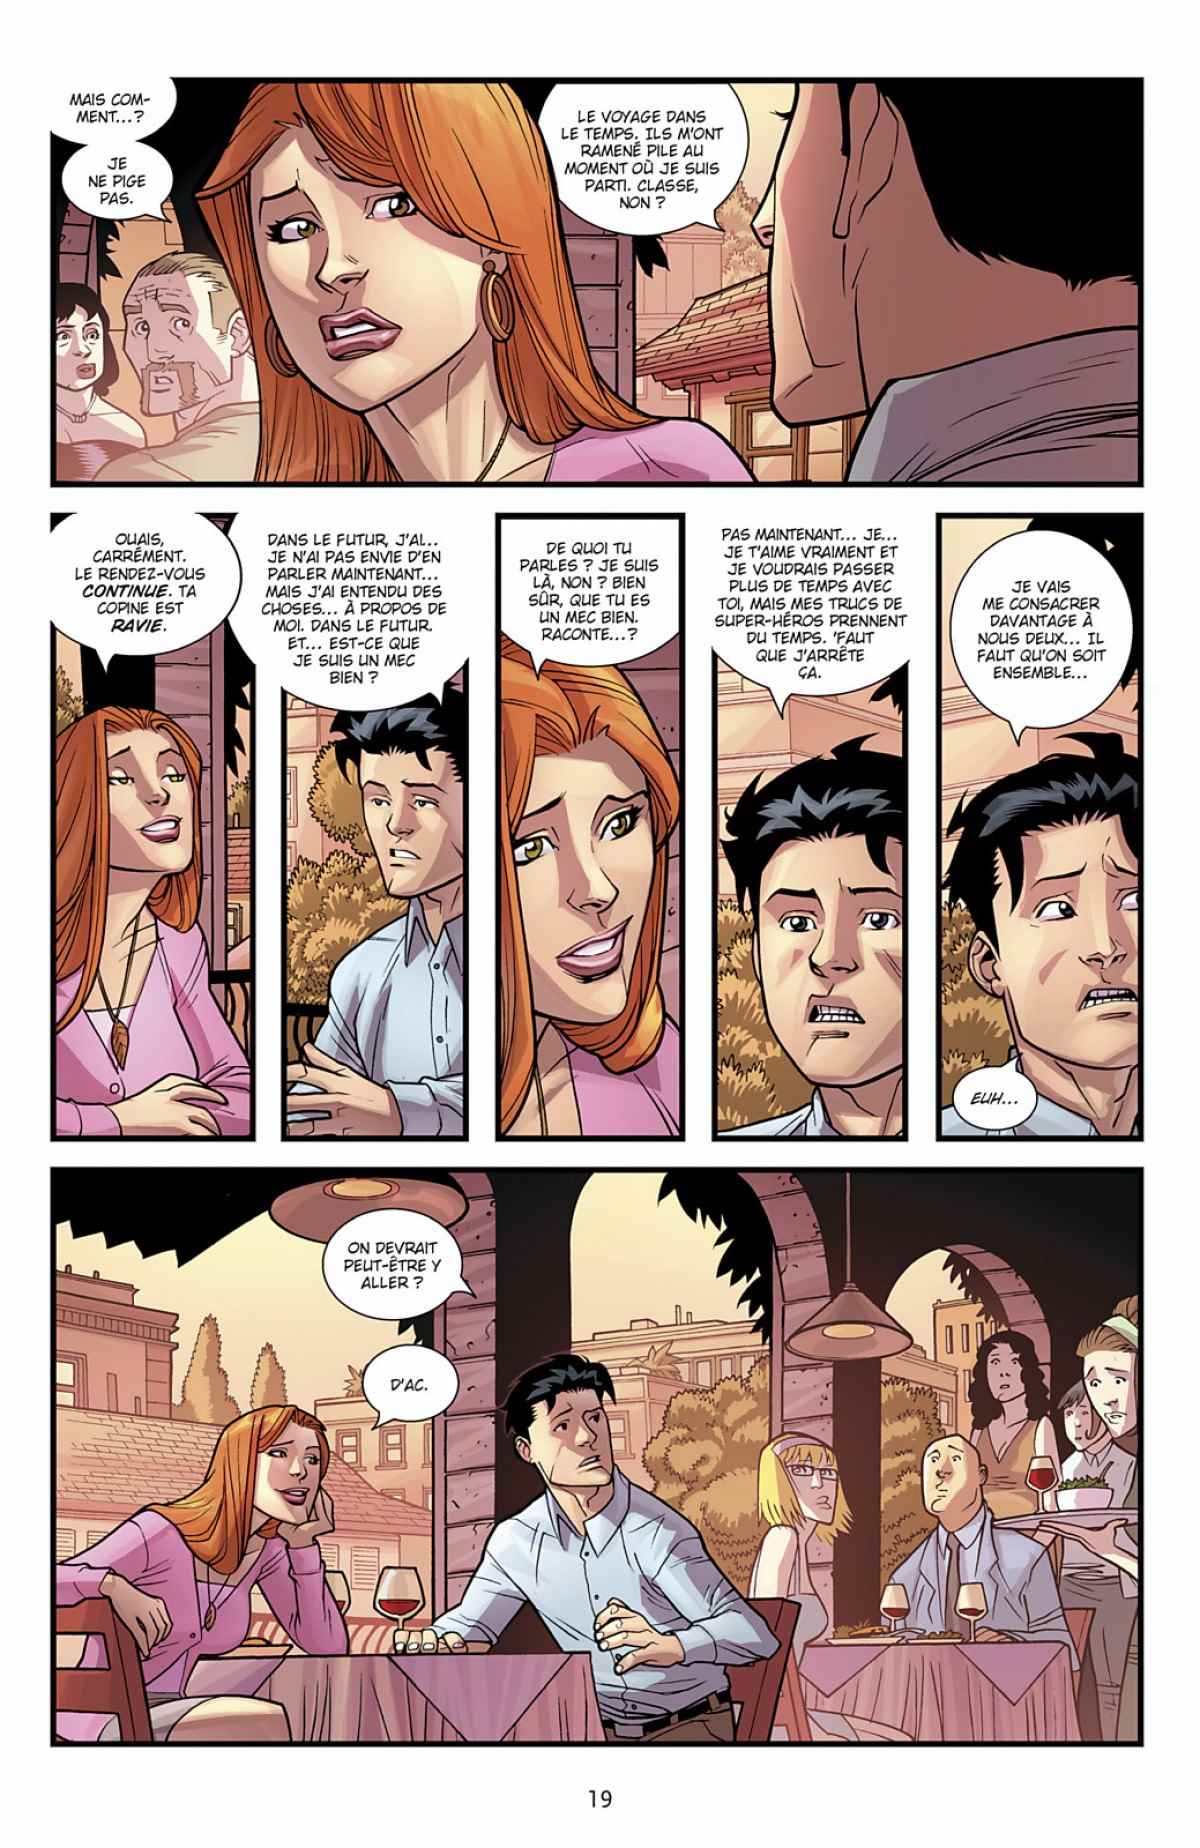 MAIS COM-
MENT...?
JE
NE PIGE
PAS.
LE VOYAGE DANS
LE TEMPS. ILS M'ONT
RAMENÉ PILE AU
MOMENT OÙ JE SUIS
PARTI. CLASSE,
NON ?
OUAIS,
CARRÉMENT.
LE RENDEZ-VOUS
CONTINUE. TA
COPINE EST
RAVIE.
DANS LE FUTUR, J'AI...
JE N'AI PAS ENVIE D'EN
PARLER MAINTENANT...
MAIS J'AI ENTENDU DES
CHOSES... À PROPOS DE
MOI. DANS LE FUTUR.
ET... EST-CE QUE
JE SUIS UN MEC
BIEN ?
DE QUOI TU
PARLES ? JE SUIS
LÀ, NON ? BIEN
SÛR, QUE TU ES
UN MEC BIEN.
RACONTE...?
PAS MAINTENANT... JE...
JE T'AIME VRAIMENT ET
JE VOUDRAIS PASSER
PLUS DE TEMPS AVEC
TOI, MAIS MES TRUCS DE
SUPER-HÉROS PRENNENT
DU TEMPS. 'FAUT
QUE J'ARRÊTE
ÇA.
JE VAIS
ME CONSACRER
DAVANTAGE À
NOUS DEUX... IL
FAUT QU'ON SOIT
ENSEMBLE...
EUH...
ON DEVRAIT
PEUT-ÊTRE Y
ALLER ?
D'AC.
19